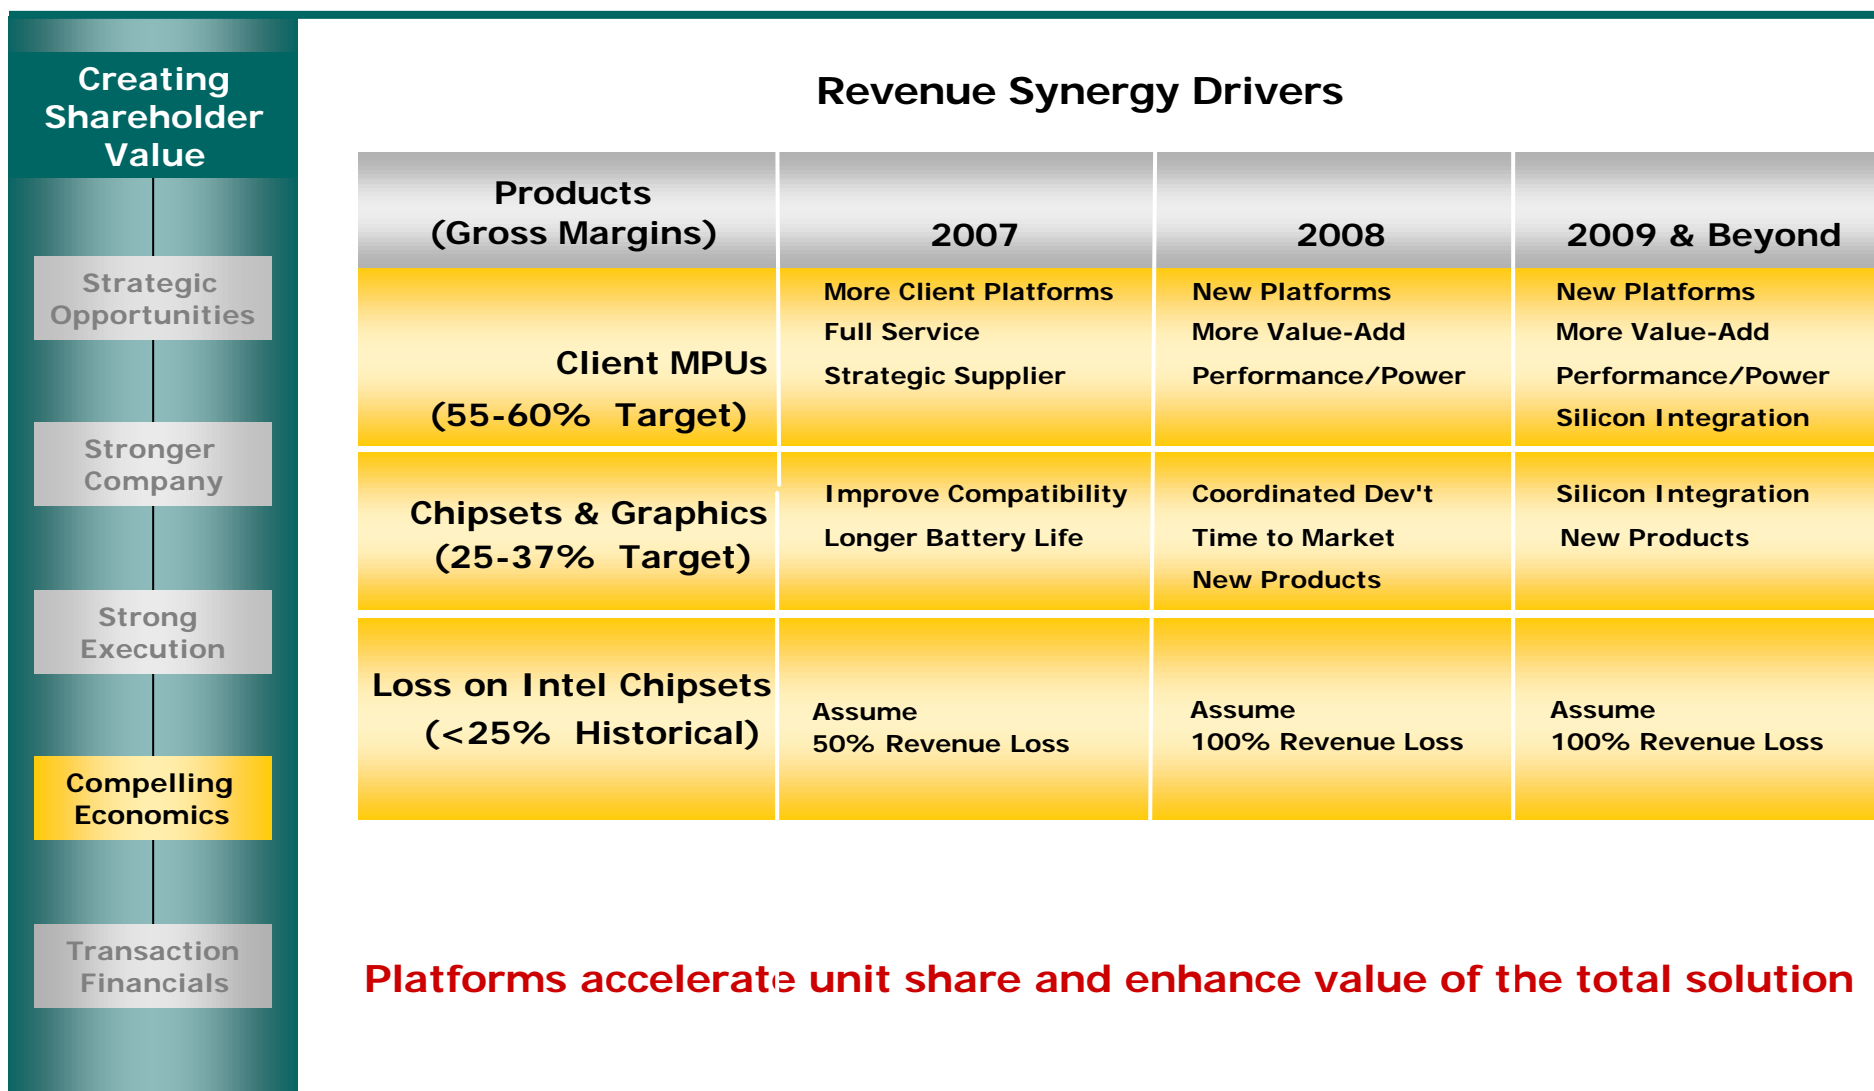 Creating
Shareholder
Value
Strategic
Opportunities
Stronger
Company
Strong
Execution
Compelling
Economics
Transaction
Financials
Revenue Synergy Drivers
Products
(Gross Margins)
2007
2008
2009 & Beyond
Client MPUs
(55-60% Target)
More Client Platforms
Full Service
Strategic Supplier
New Platforms
More Value-Add
Performance/Power
New Platforms
More Value-Add
Performance/Power
Silicon Integration
Chipsets & Graphics
(25-37% Target)
Improve Compatibility
Longer Battery Life
Coordinated Dev't
Time to Market
New Products
Silicon Integration
New Products
Loss on Intel Chipsets
(<25% Historical)
Assume
50% Revenue Loss
Assume
100% Revenue Loss
Assume
100% Revenue Loss
Platforms accelerate unit share and enhance value of the total solution